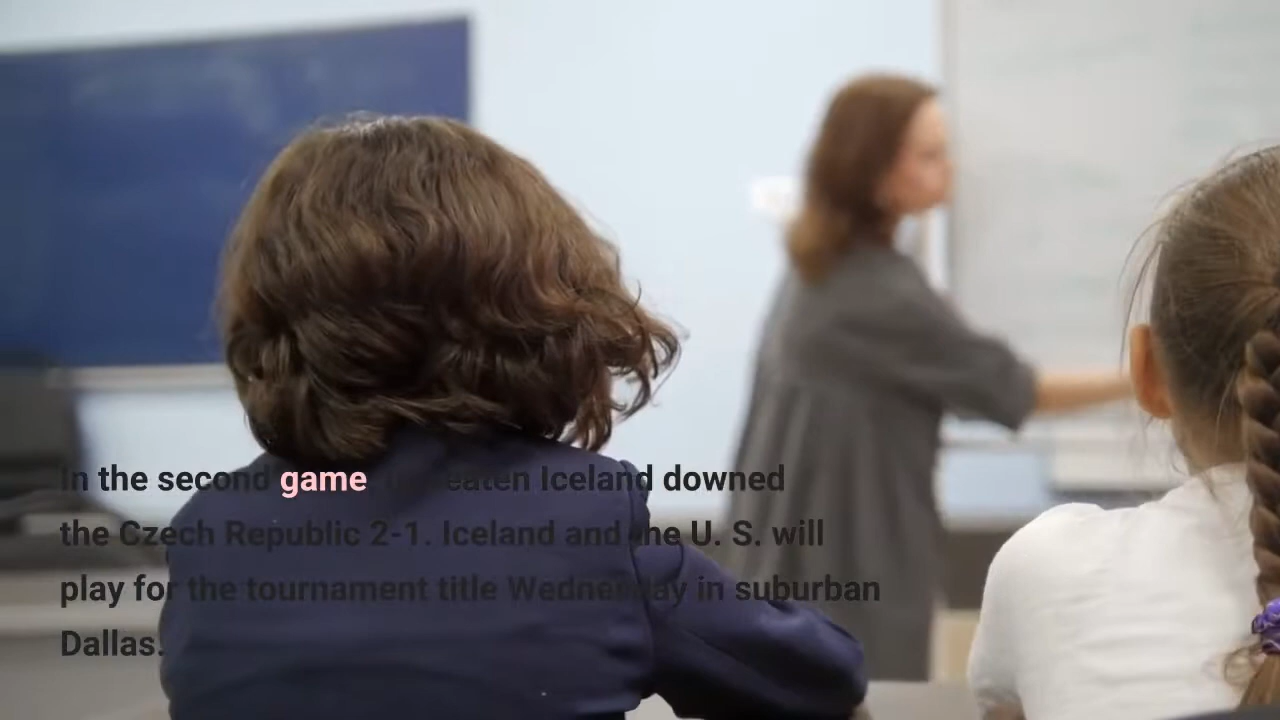 In the second game unbeaten Iceland downed
the Czech Republic 2-1. Iceland and the U. S. will
play for the tournament title Wednesday in suburban
Dallas.